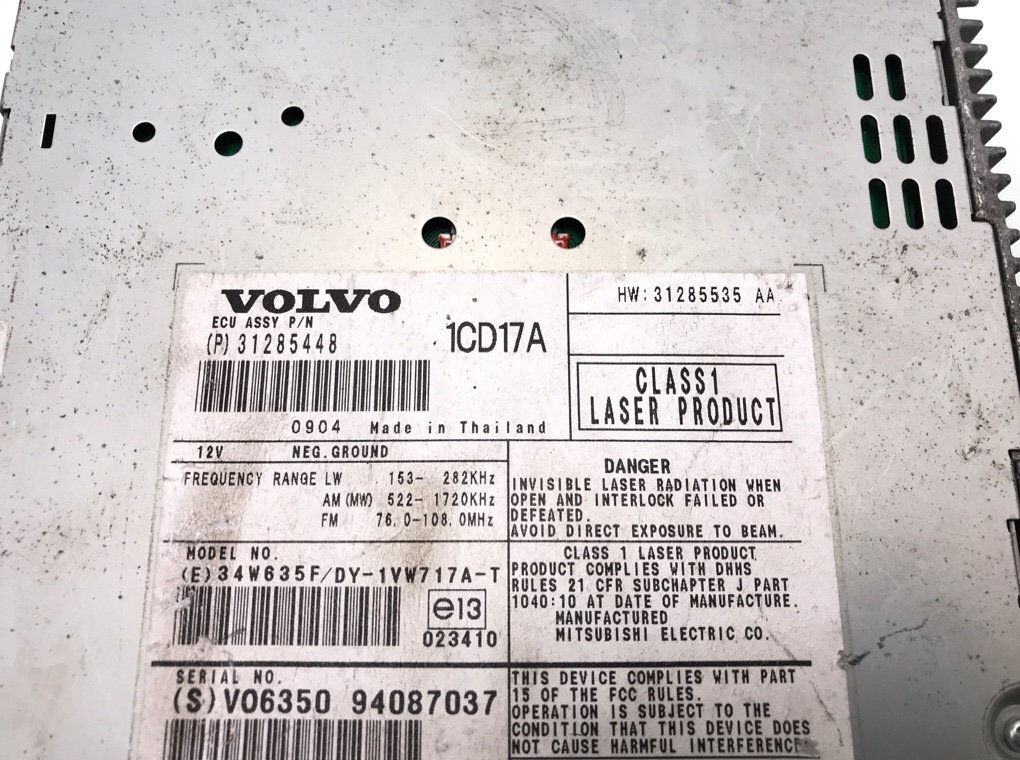 VOLVO
ECU ASSY P/N
(P) 31285448
1CD17A
0904 Made in Thailand
HW: 31285535 AA
CLASS1
LASER PRODUCT
12V NEG. GROUND
FREQUENCY RANGE LW 153- 282KHz
AM (MW) 522- 1720KHz
FM 76.0-108.0MHz
DANGER
INVISIBLE LASER RADIATION WHEN
OPEN AND INTERLOCK FAILED OR
DEFEATED.
AVOID DIRECT EXPOSURE TO BEAM.
MODEL NO.
(E) 34W635F/DY-1VW717A-T
e13
023410
CLASS 1 LASER PRODUCT
PRODUCT COMPLIES WITH DHHS
RULES 21 CFR SUBCHAPTER J PART
1040:10 AT DATE OF MANUFACTURE.
MANUFACTURED
MITSUBISHI ELECTRIC CO.
SERIAL NO.
(S) VO6350 94087037
THIS DEVICE COMPLIES WITH PART
15 OF THE FCC RULES.
OPERATION IS SUBJECT TO THE
CONDITION THAT THIS DEVICE DOES
NOT CAUSE HARMFUL INTERFERENCE